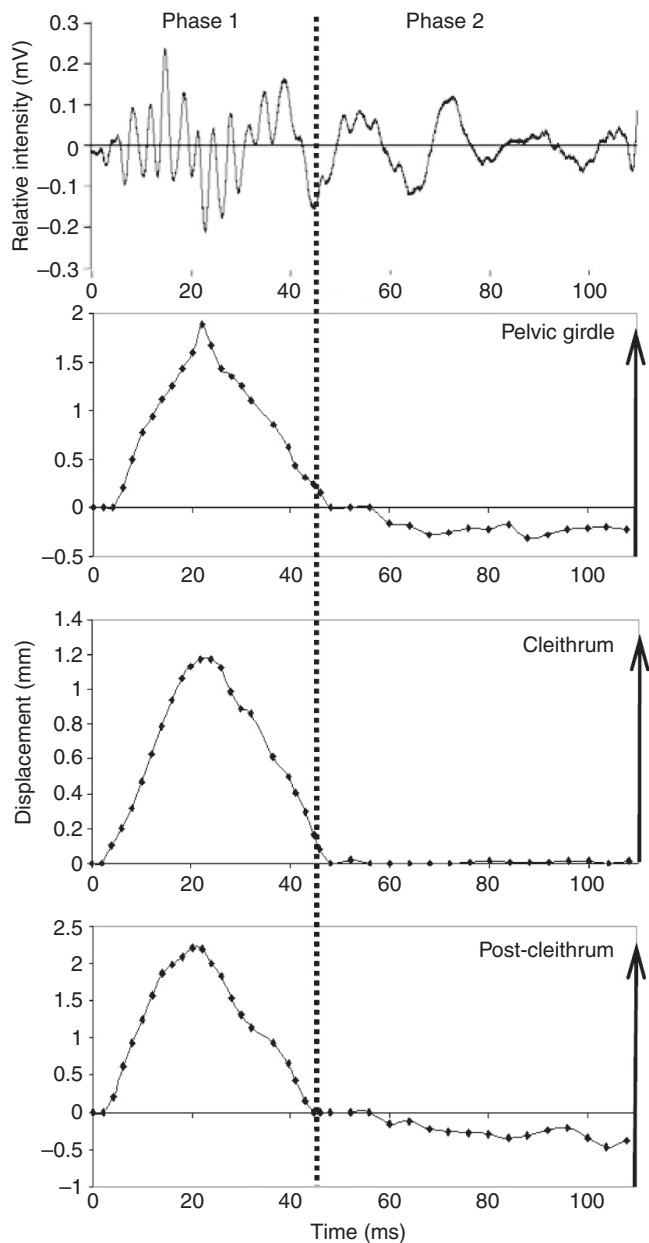 Phase 1 Phase 2
Relative intensity (mV)
0.3
0.2
0.1
0
–0.1
–0.2
–0.3
0 20 40 60 80 100
Pelvic girdle
2
1.5
1
0.5
0
–0.5
0 20 40 60 80 100
Cleithrum
Displacement (mm)
1.4
1.2
1
0.8
0.6
0.4
0.2
0
0 20 40 60 80 100
Post-cleithrum
2.5
2
1.5
1
0.5
0
–0.5
–1
0 20 40 60 80 100
Time (ms)